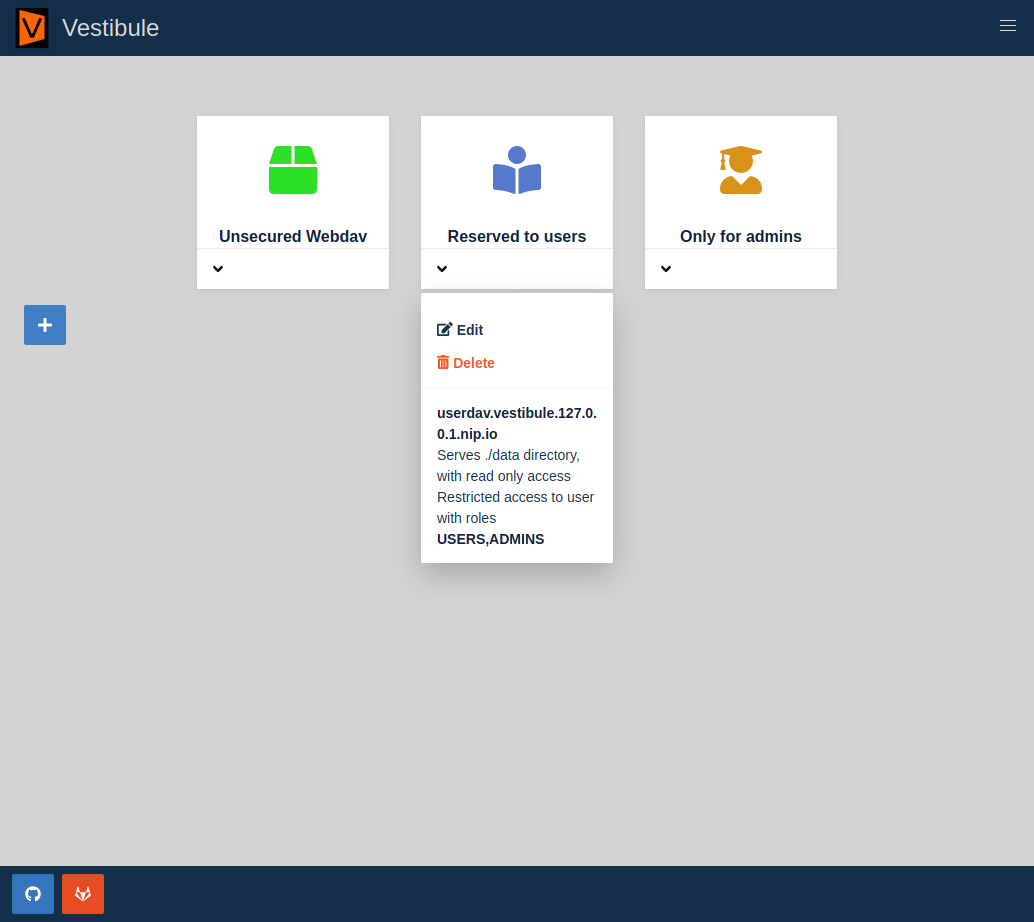 V Vestibule
Unsecured Webdav
Reserved to users
Only for admins
Edit
Delete
userdav.vestibule.127.0.
0.1.nip.io
Serves ./data directory,
with read only access
Restricted access to user
with roles
USERS,ADMINS